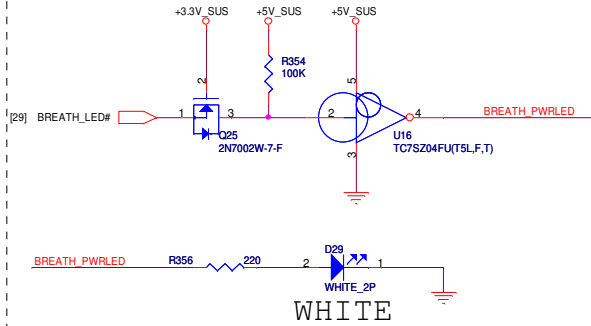 +3.3V_SUS +5V_SUS +5V_SUS
R354
100K
2 5
[29] BREATH_LED# 1 3 2 4 BREATH_PWRLED
Q25 U16
2N7002W-7-F 3 TC7SZ04FU(T5L,F,T)
D29
BREATH_PWRLED R356 220 2 1
WHITE_2P
WHITE